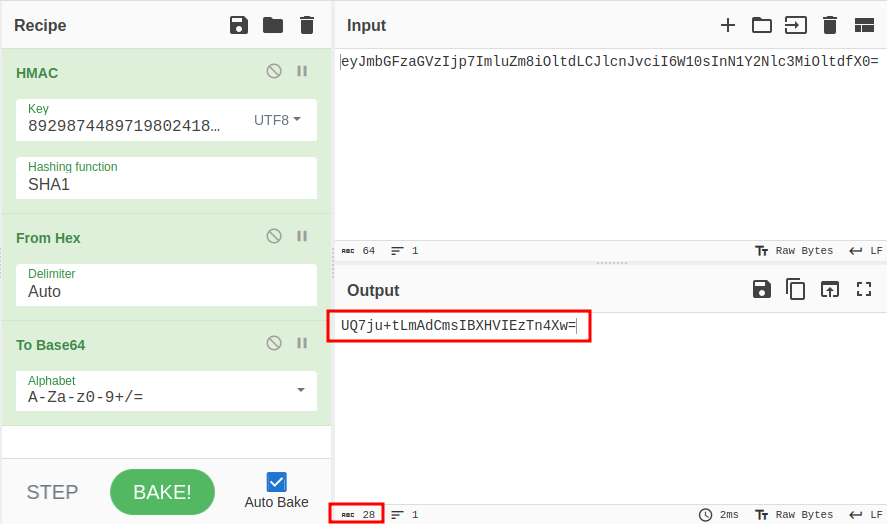 Recipe
HMAC
Key
8929874489719802418…
UTF8
Hashing function
SHA1
From Hex
Delimiter
Auto
To Base64
Alphabet
A-Za-z0-9+/=
STEP
BAKE!
Auto Bake
Input
eyJmbGFzaGVzIjp7ImluZm8iOltdLCJlcnJvciI6W10sInN1Y2Nlc3MiOltdfX0=
ABC 64 1 Tт Raw Bytes LF
Output
UQ7ju+tLmAdCmsIBXHVIEzTn4Xw=
ABC 28 1 2ms Tт Raw Bytes LF